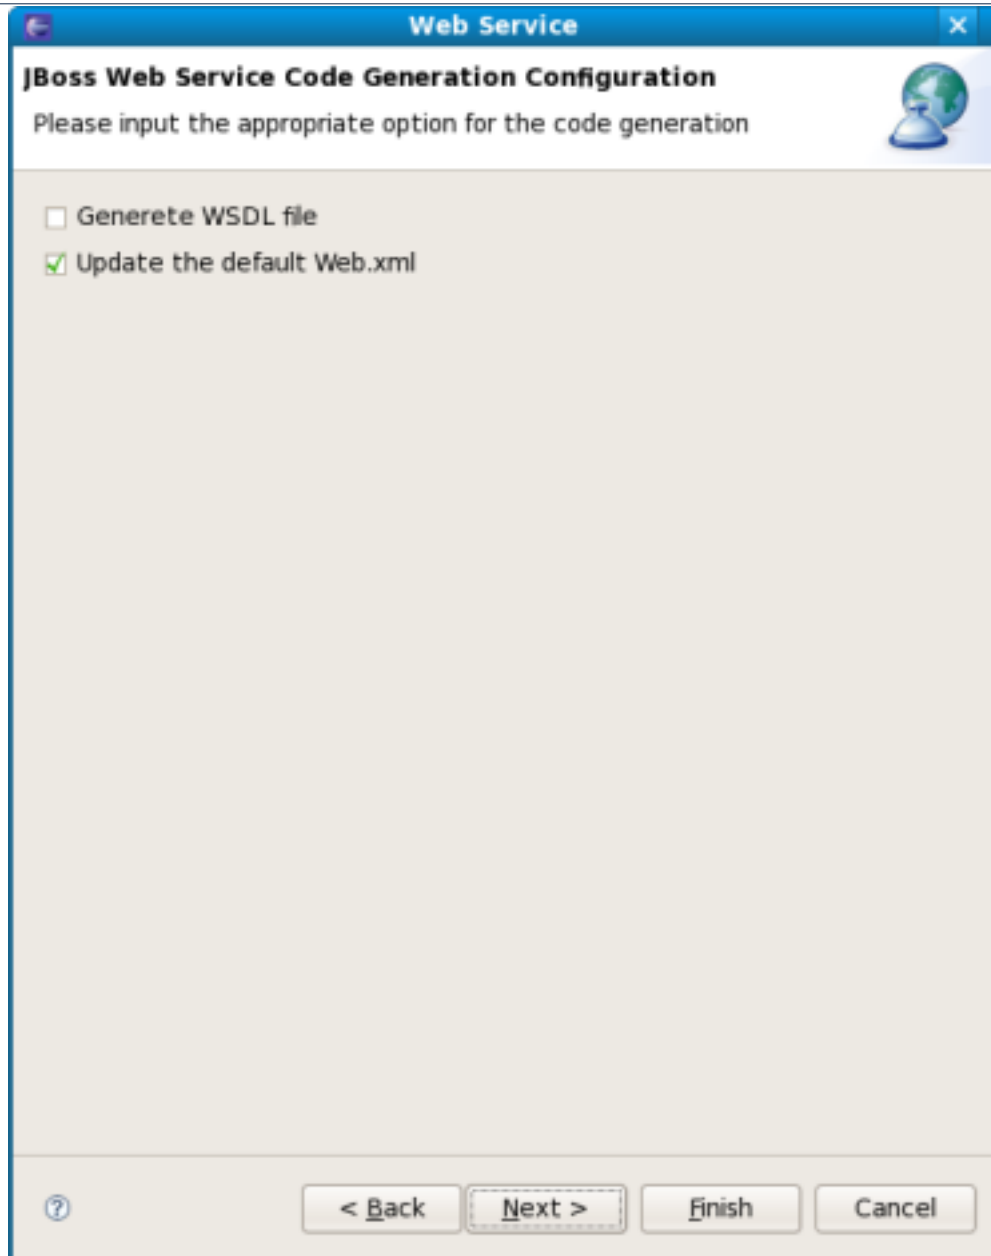 Web Service
JBoss Web Service Code Generation Configuration
Please input the appropriate option for the code generation
Generete WSDL file
Update the default Web.xml
< Back Next > Finish Cancel